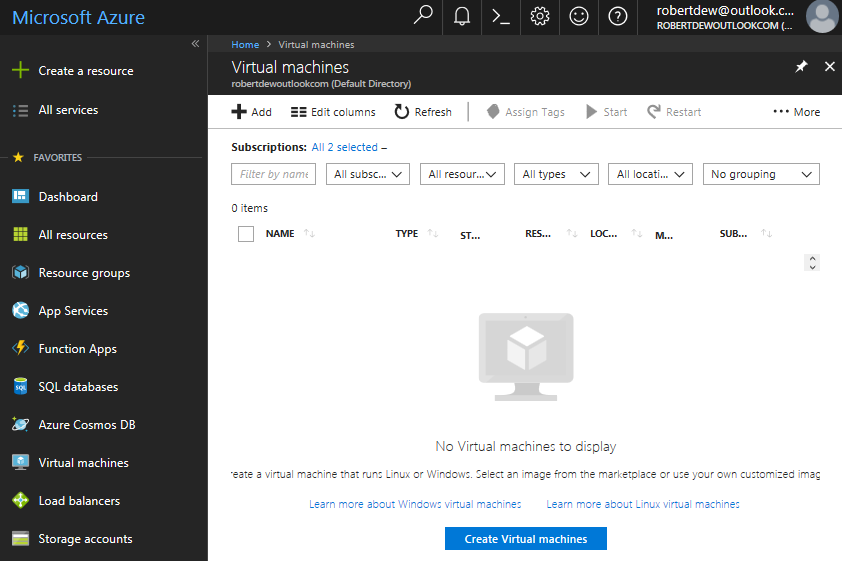 Microsoft Azure
robertdew@outlook.c...
ROBERTDEWOUTLOOKCOM (...
Create a resource
All services
FAVORITES
Dashboard
All resources
Resource groups
App Services
Function Apps
SQL databases
Azure Cosmos DB
Virtual machines
Load balancers
Storage accounts
Home > Virtual machines
Virtual machines
robertdewoutlookcom (Default Directory)
Add Edit columns Refresh Assign Tags Start Restart ••• More
Subscriptions: All 2 selected –
Filter by name All subsc... All resour... All types All locati... No grouping
0 items
NAME TYPE ST... RES... LOC... M... SUB...
No Virtual machines to display
reate a virtual machine that runs Linux or Windows. Select an image from the marketplace or use your own customized imag
Learn more about Windows virtual machines Learn more about Linux virtual machines
Create Virtual machines